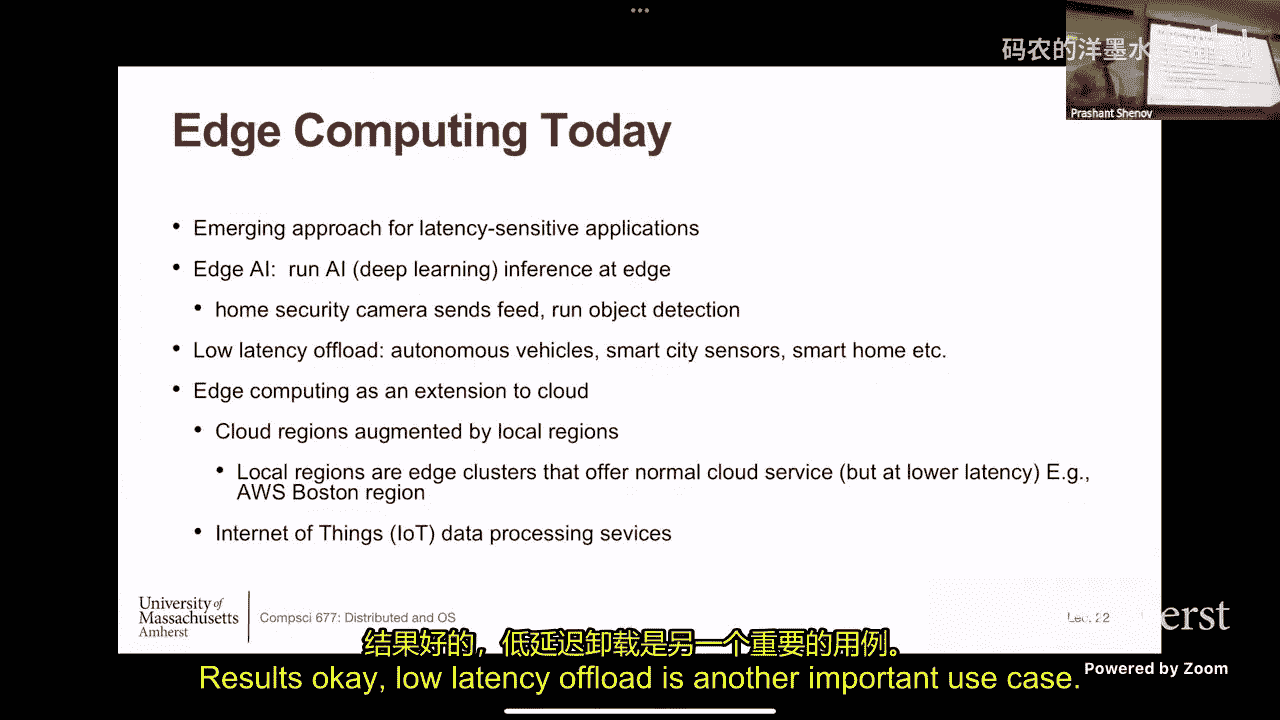 码农的洋墨水
Prashant Shenoy
Edge Computing Today
• Emerging approach for latency-sensitive applications
• Edge AI: run AI (deep learning) inference at edge
• home security camera sends feed, run object detection
• Low latency offload: autonomous vehicles, smart city sensors, smart home etc.
• Edge computing as an extension to cloud
• Cloud regions augmented by local regions
• Local regions are edge clusters that offer normal cloud service (but at lower latency) E.g.,
AWS Boston region
• Internet of Things (IoT) data processing sevices
University of
Massachusetts
Amherst
Compsci 677: Distributed and OS
Lec. 22
erst
结果好的，低延迟卸载是另一个重要的用例。
Results okay, low latency offload is another important use case.
Powered by Zoom